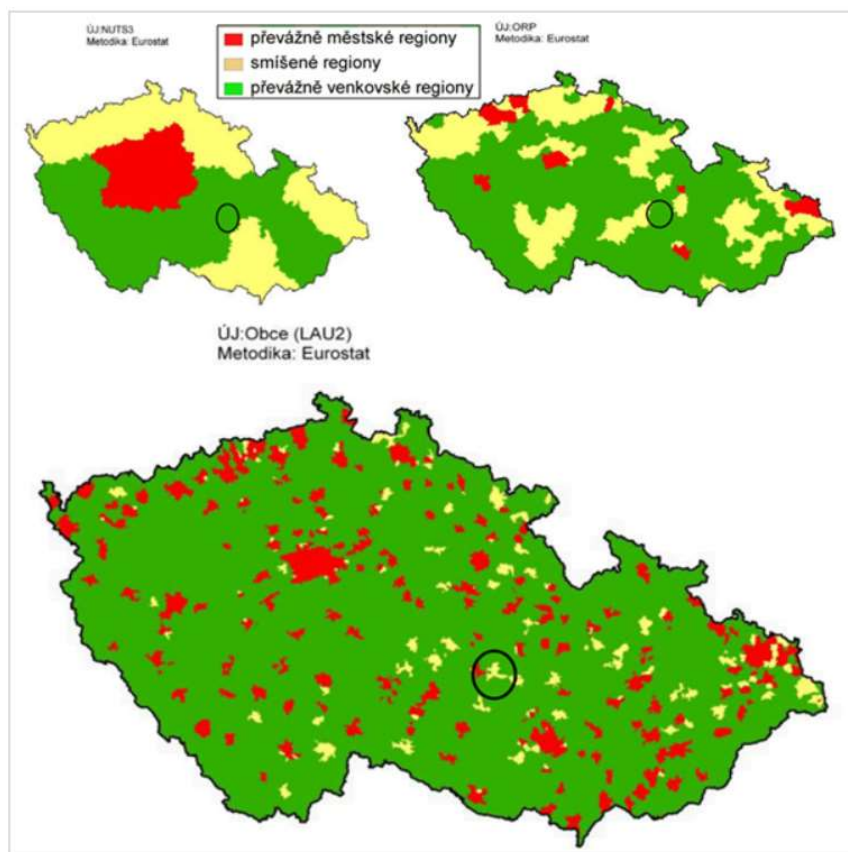 ÚJ:NUTS3
Metodika: Eurostat
převážně městské regiony
smíšené regiony
převážně venkovské regiony
ÚJ:ORP
Metodika: Eurostat
ÚJ:Obce (LAU2)
Metodika: Eurostat